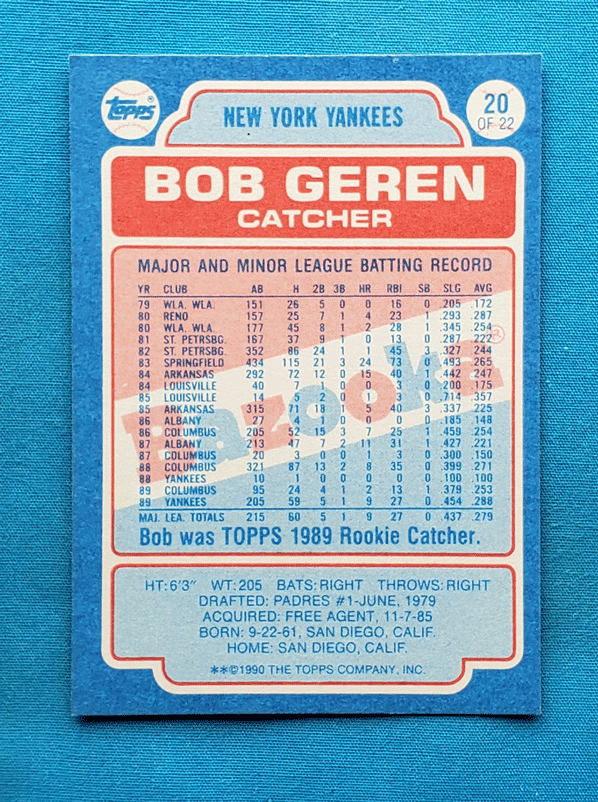 TOPPS®
NEW YORK YANKEES
20
OF 22
BOB GEREN
CATCHER
MAJOR AND MINOR LEAGUE BATTING RECORD
YR CLUB AB H 2B 3B HR RBI SB SLG AVG
79 WLA. WLA. 151 26 5 0 0 16 0 .205 .172
80 RENO 157 25 7 1 4 23 1 .293 .287
80 WLA. WLA. 177 45 8 1 2 28 1 .345 .254
81 ST. PETRSBG. 167 37 1 0 13 0 .287 .222
82 ST. PETRSBG. 352 86 24 1 1 45 3 .327 .244
83 SPRINGFIELD 434 115 21 3 24 73 0 .493 .265
84 ARKANSAS 292 72 12 0 15 40 1 .442 .247
84 LOUISVILLE 40 7 1 0 0 3 0 .200 .175
85 LOUISVILLE 14 5 2 0 1 3 0 .714 .357
85 ARKANSAS 315 71 18 1 5 40 3 .337 .225
86 ALBANY 27 4 1 0 0 0 0 .185 .148
86 COLUMBUS 205 52 15 3 7 25 1 .459 .254
87 ALBANY 213 47 7 2 11 31 1 .427 .221
87 COLUMBUS 20 3 0 0 1 3 0 .300 .150
88 COLUMBUS 321 87 13 2 8 35 0 .399 .271
88 YANKEES 10 1 0 0 0 0 0 .100 .100
89 COLUMBUS 95 24 4 1 2 13 1 .379 .253
89 YANKEES 205 59 5 1 9 27 0 .454 .288
MAJ. LEA. TOTALS 215 60 5 1 9 27 0 .437 .279
Bazooka®
Bob was TOPPS 1989 Rookie Catcher.
HT: 6'3" WT: 205 BATS: RIGHT THROWS: RIGHT
DRAFTED: PADRES #1-JUNE, 1979
ACQUIRED: FREE AGENT, 11-7-85
BORN: 9-22-61, SAN DIEGO, CALIF.
HOME: SAN DIEGO, CALIF.
**©1990 THE TOPPS COMPANY, INC.